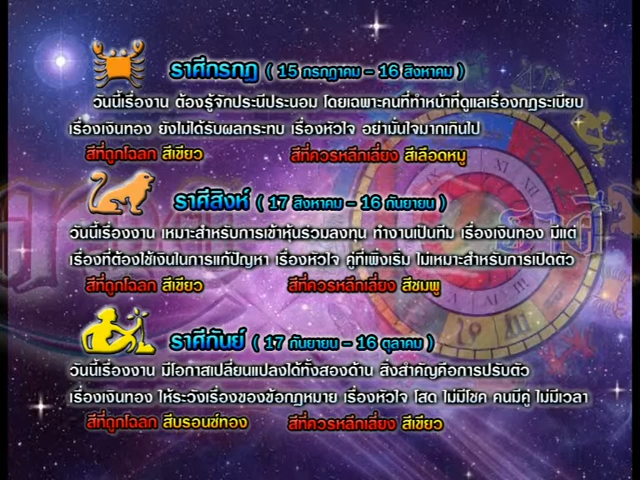 ราศีกรกฎ ( 15 กรกฎาคม - 16 สิงหาคม )
วันนี้เรื่องงาน ต้องรู้จักประนีประนอม โดยเฉพาะคนที่ทำหน้าที่ดูแลเรื่องกฎระเบียบ
เรื่องเงินทอง ยังไม่ได้รับผลกระทบ เรื่องหัวใจ อย่ามั่นใจมากเกินไป
สีที่ถูกโฉลก สีเขียว สีที่ควรหลีกเลี่ยง สีเลือดหมู
ราศีสิงห์ ( 17 สิงหาคม - 16 กันยายน )
วันนี้เรื่องงาน เหมาะสำหรับการเข้าหุ้นร่วมลงทุน ทำงานเป็นทีม เรื่องเงินทอง มีแต่
เรื่องที่ต้องใช้เงินในการแก้ปัญหา เรื่องหัวใจ คู่ที่เพิ่งเริ่ม ไม่เหมาะสำหรับการเปิดตัว
สีที่ถูกโฉลก สีเขียว สีที่ควรหลีกเลี่ยง สีชมพู
ราศีกันย์ ( 17 กันยายน - 16 ตุลาคม )
วันนี้เรื่องงาน มีโอกาสเปลี่ยนแปลงได้ทั้งสองด้าน สิ่งสำคัญคือการปรับตัว
เรื่องเงินทอง ให้ระวังเรื่องของข้อกฎหมาย เรื่องหัวใจ โสด ไม่มีโชค คนมีคู่ ไม่มีเวลา
สีที่ถูกโฉลก สีบรอนซ์ทอง สีที่ควรหลีกเลี่ยง สีเขียว